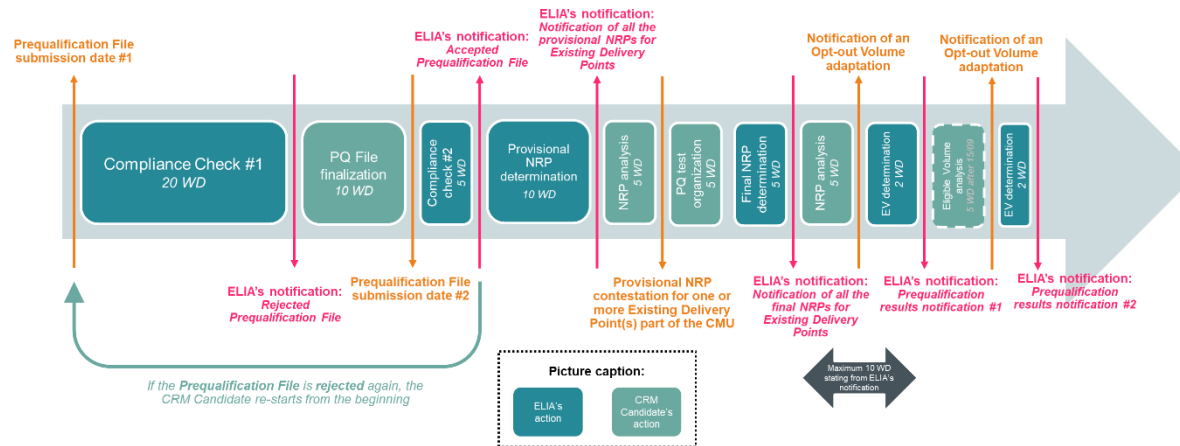 Prequalification File
submission date #1
ELIA's notification:
Accepted
Prequalification File
ELIA's notification:
Notification of all the
provisional NRPs for
Existing Delivery
Points
Notification of an
Opt-out Volume
adaptation
Notification of an
Opt-out Volume
adaptation
Compliance Check #1
20 WD
PQ File
finalization
10 WD
Compliance
check #2
5 WD
Provisional
NRP
determination
10 WD
NRP analysis
5 WD
PQ test
organization
5 WD
Final NRP
determination
5 WD
NRP analysis
5 WD
EV determination
2 WD
Eligible Volume
analysis
5 WD after 15/09
EV determination
2 WD
ELIA's notification:
Rejected
Prequalification File
Prequalification File
submission date #2
Provisional NRP
contestation for one or
more Existing Delivery
Point(s) part of the CMU
ELIA's notification:
Notification of all the
final NRPs for
Existing Delivery
Points
ELIA's notification:
Prequalification
results notification #1
ELIA's notification:
Prequalification
results notification #2
If the Prequalification File is rejected again, the
CRM Candidate re-starts from the beginning
Picture caption:
ELIA's
action
CRM
Candidate's
action
Maximum 10 WD
stating from ELIA's
notification